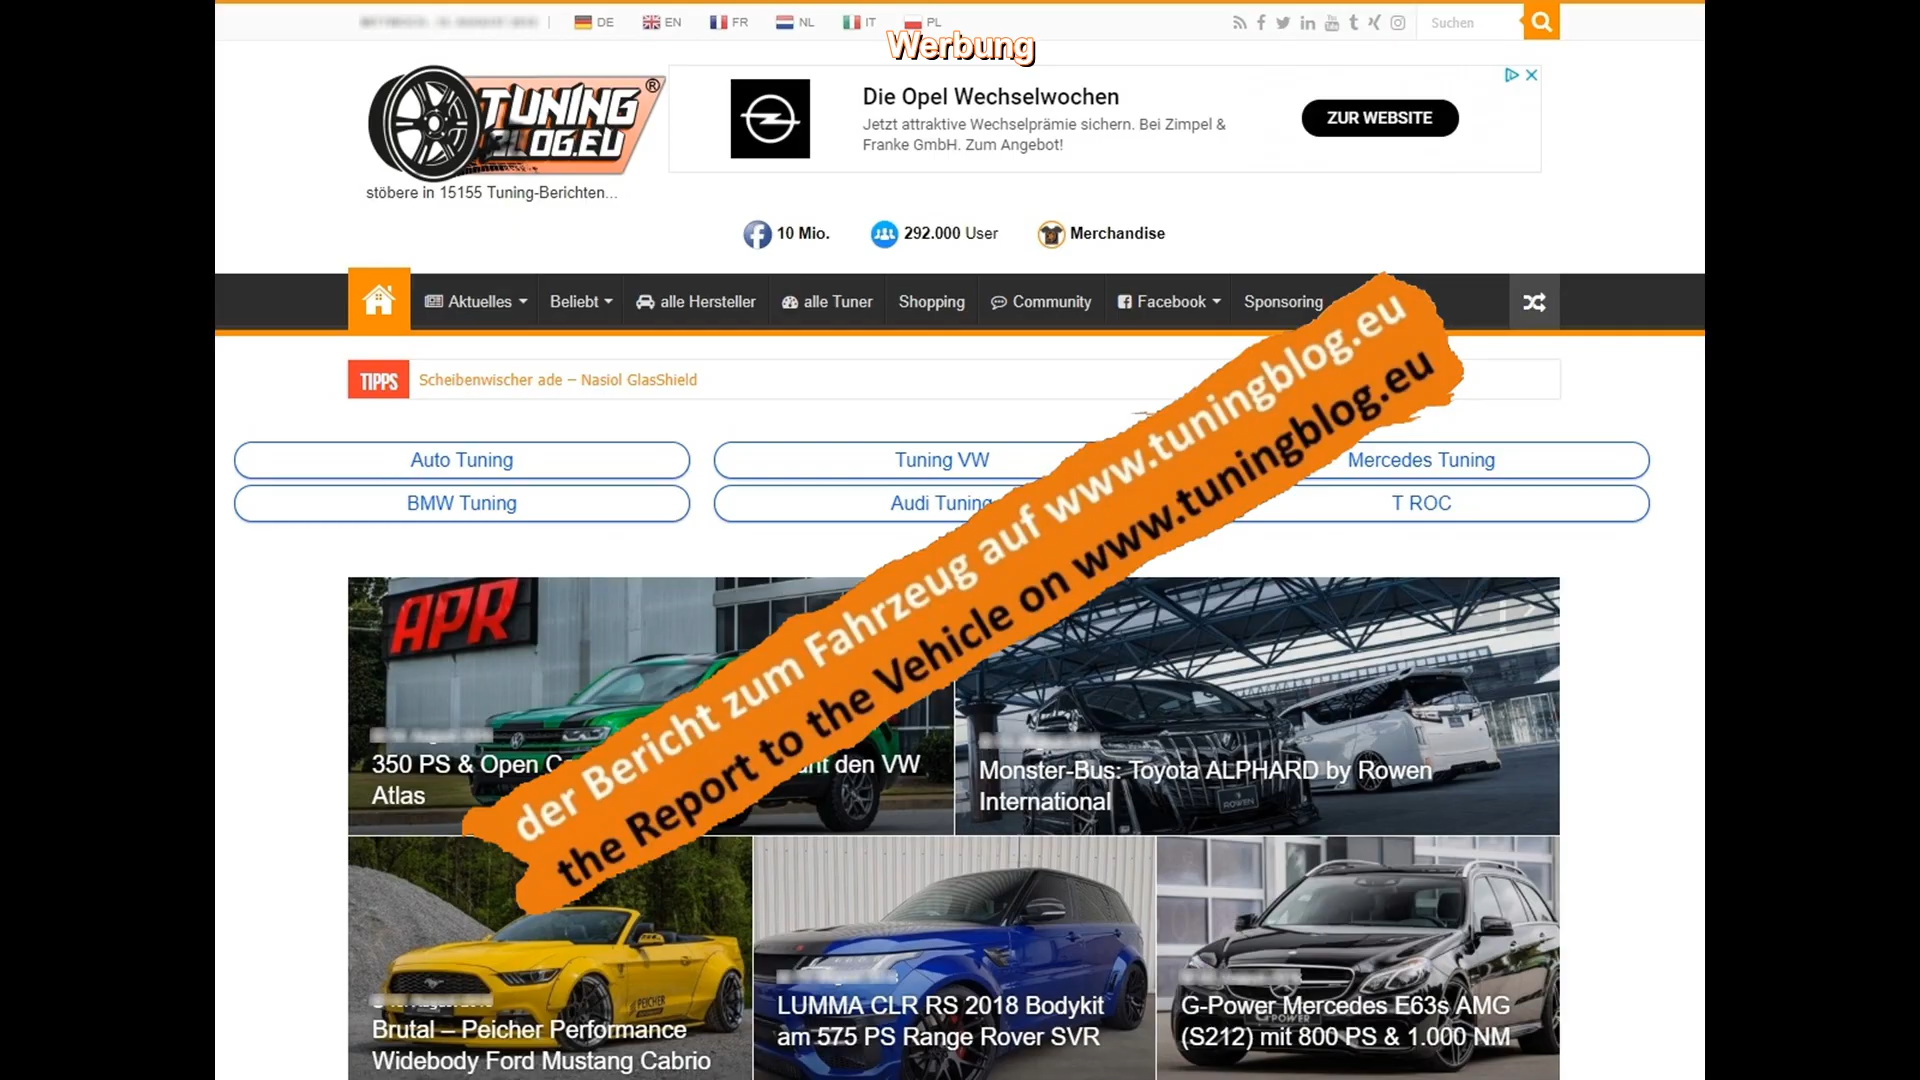 DE EN FR NL IT PL
Suchen
Werbung
TUNING
BLOG.EU
®
stöbere in 15155 Tuning-Berichten...
Die Opel Wechselwochen
Jetzt attraktive Wechselprämie sichern. Bei Zimpel &
Franke GmbH. Zum Angebot!
ZUR WEBSITE
10 Mio. 292.000 User Merchandise
Aktuelles Beliebt alle Hersteller alle Tuner Shopping Community Facebook Sponsoring
TIPPS Scheibenwischer ade – Nasiol GlasShield
Auto Tuning Tuning VW Mercedes Tuning
BMW Tuning Audi Tuning T ROC
der Bericht zum Fahrzeug auf www.tuningblog.eu
the Report to the Vehicle on www.tuningblog.eu
APR
350 PS & Open den VW
Atlas
Monster-Bus: Toyota ALPHARD by Rowen
International
ROWEN
PEICHER
Brutal – Peicher Performance
Widebody Ford Mustang Cabrio
LUMMA CLR RS 2018 Bodykit
am 575 PS Range Rover SVR
G-Power Mercedes E63s AMG
(S212) mit 800 PS & 1.000 NM
G-POWER